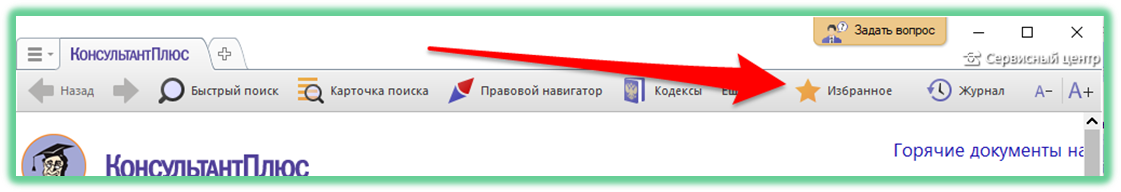 Задать вопрос
КонсультантПлюс
Сервисный центр
Назад Быстрый поиск Карточка поиска Правовой навигатор Кодексы Избранное Журнал A− A+
КонсультантПлюс
Горячие документы на